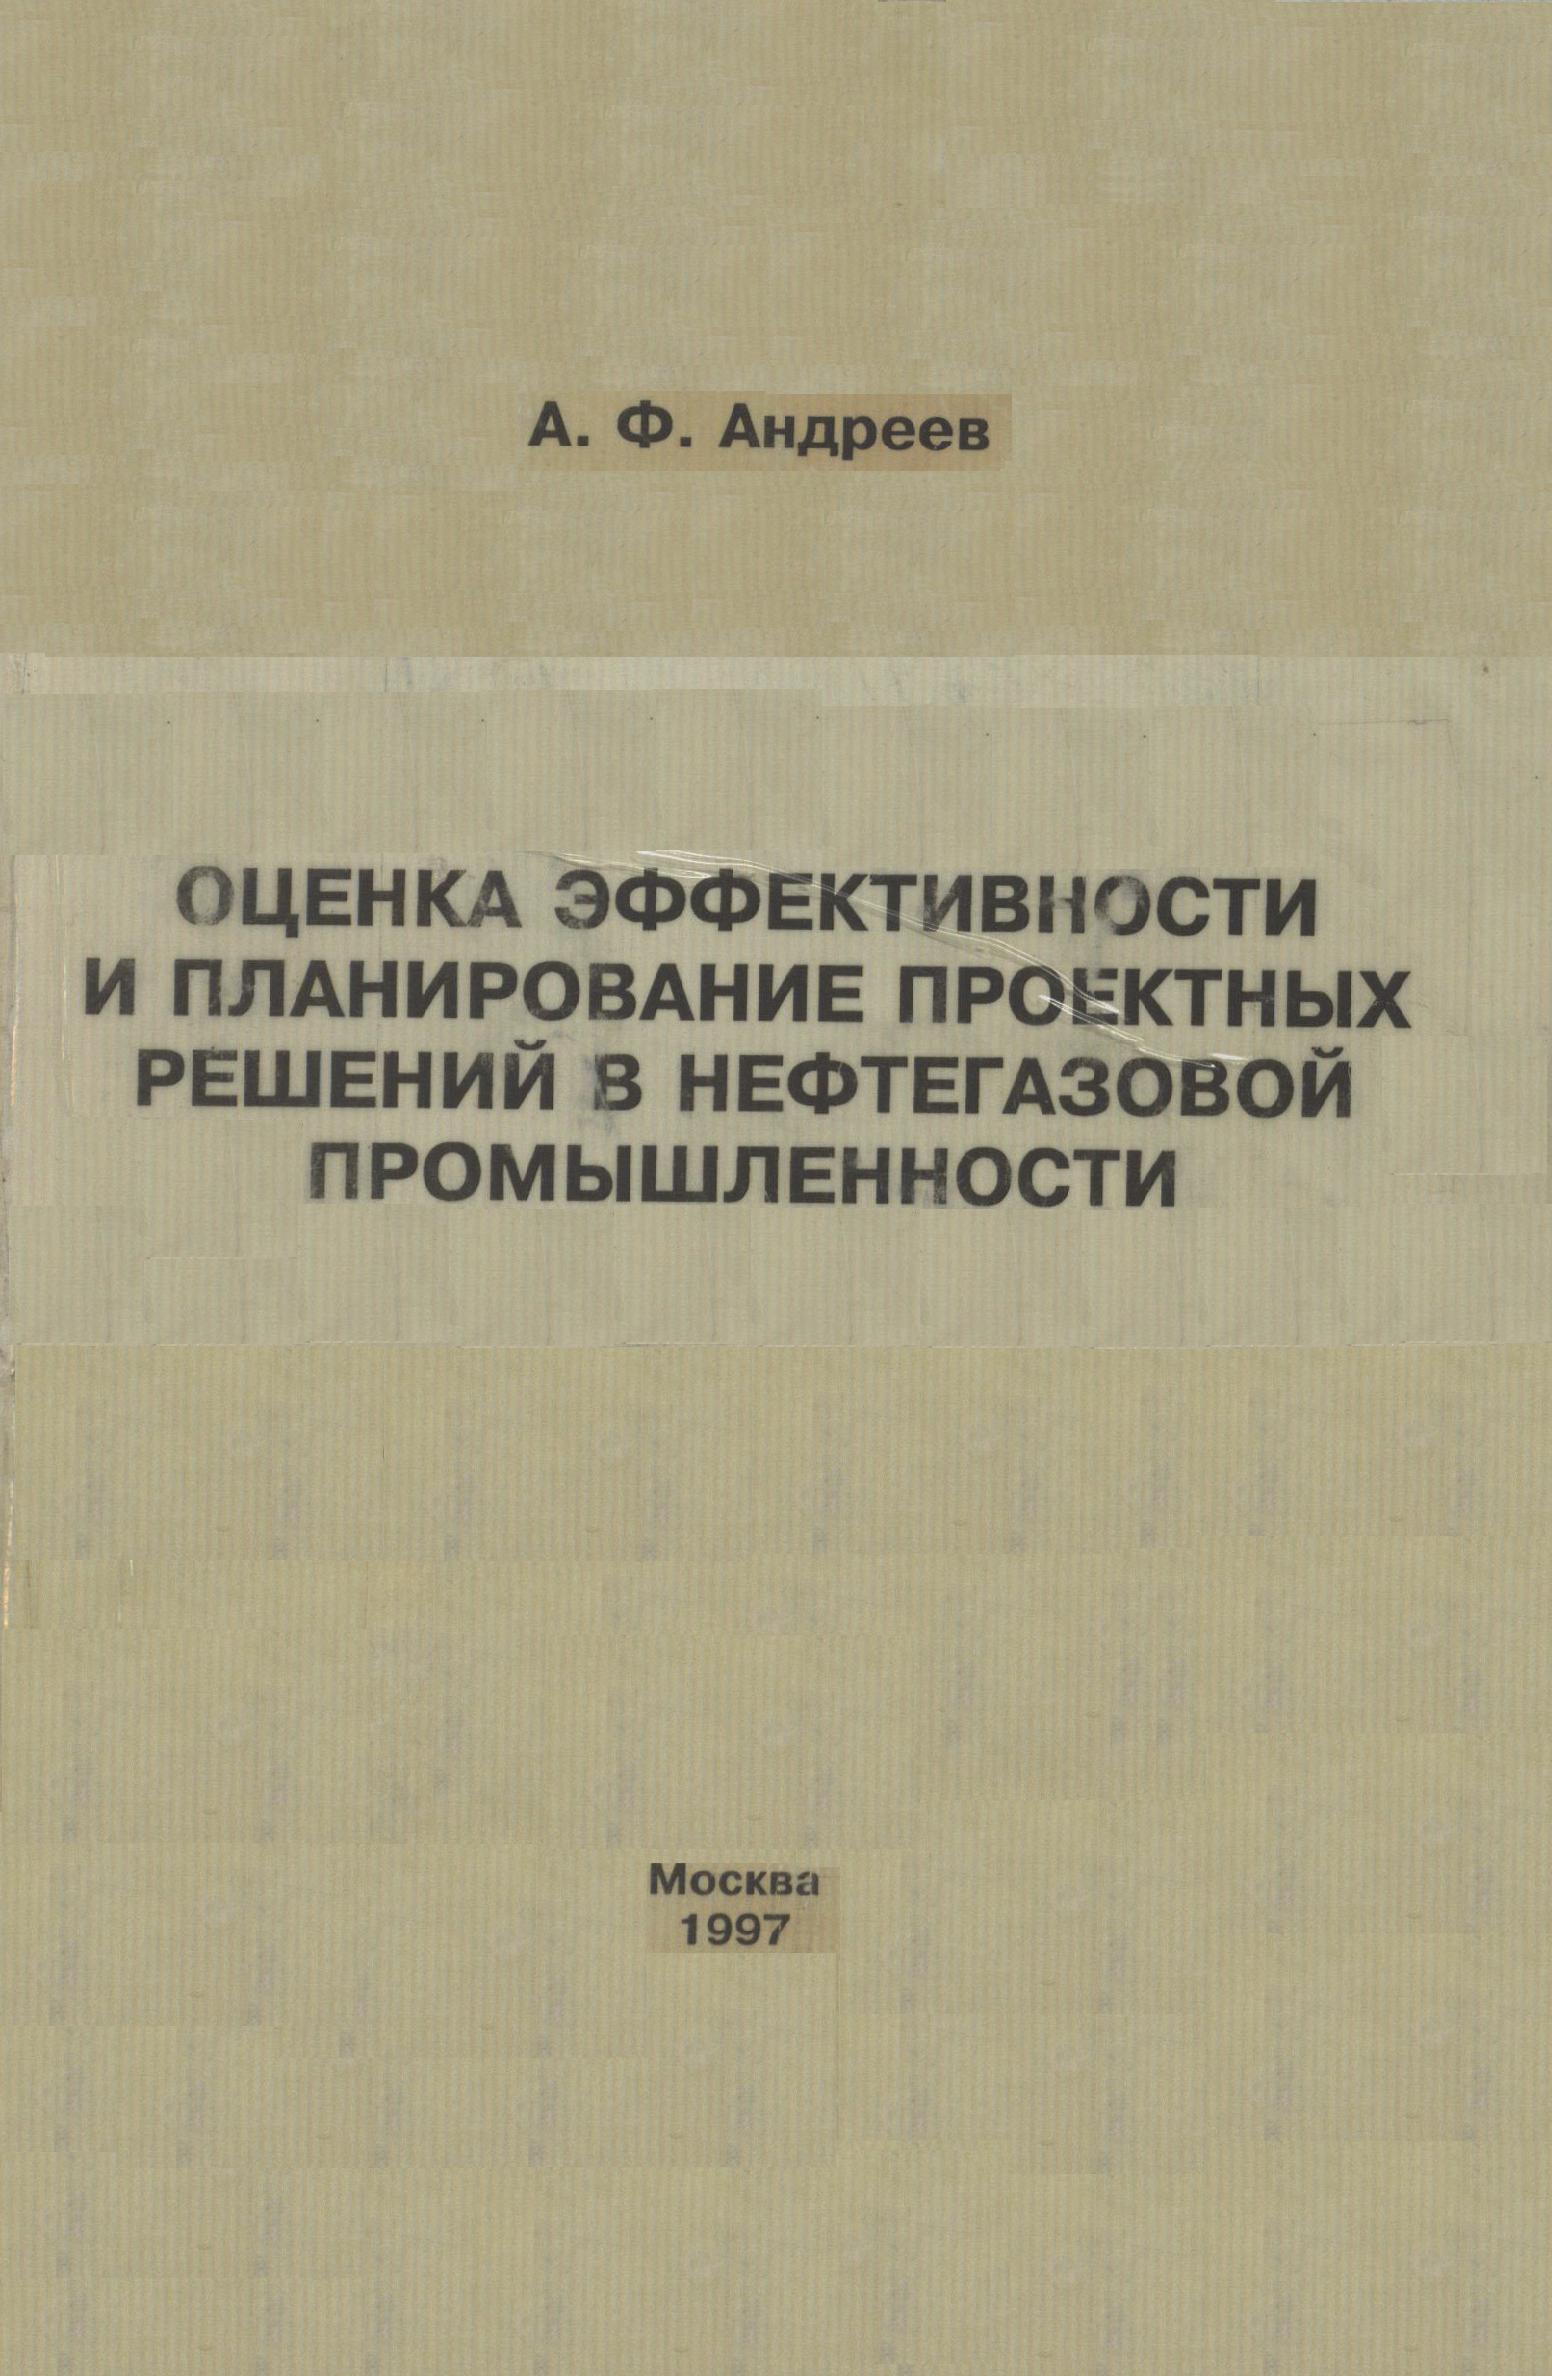 А. Ф. Андреев
ОЦЕНКА ЭФФЕКТИВНОСТИ
И ПЛАНИРОВАНИЕ ПРОЕКТНЫХ
РЕШЕНИЙ В НЕФТЕГАЗОВОЙ
ПРОМЫШЛЕННОСТИ
Москва
1997